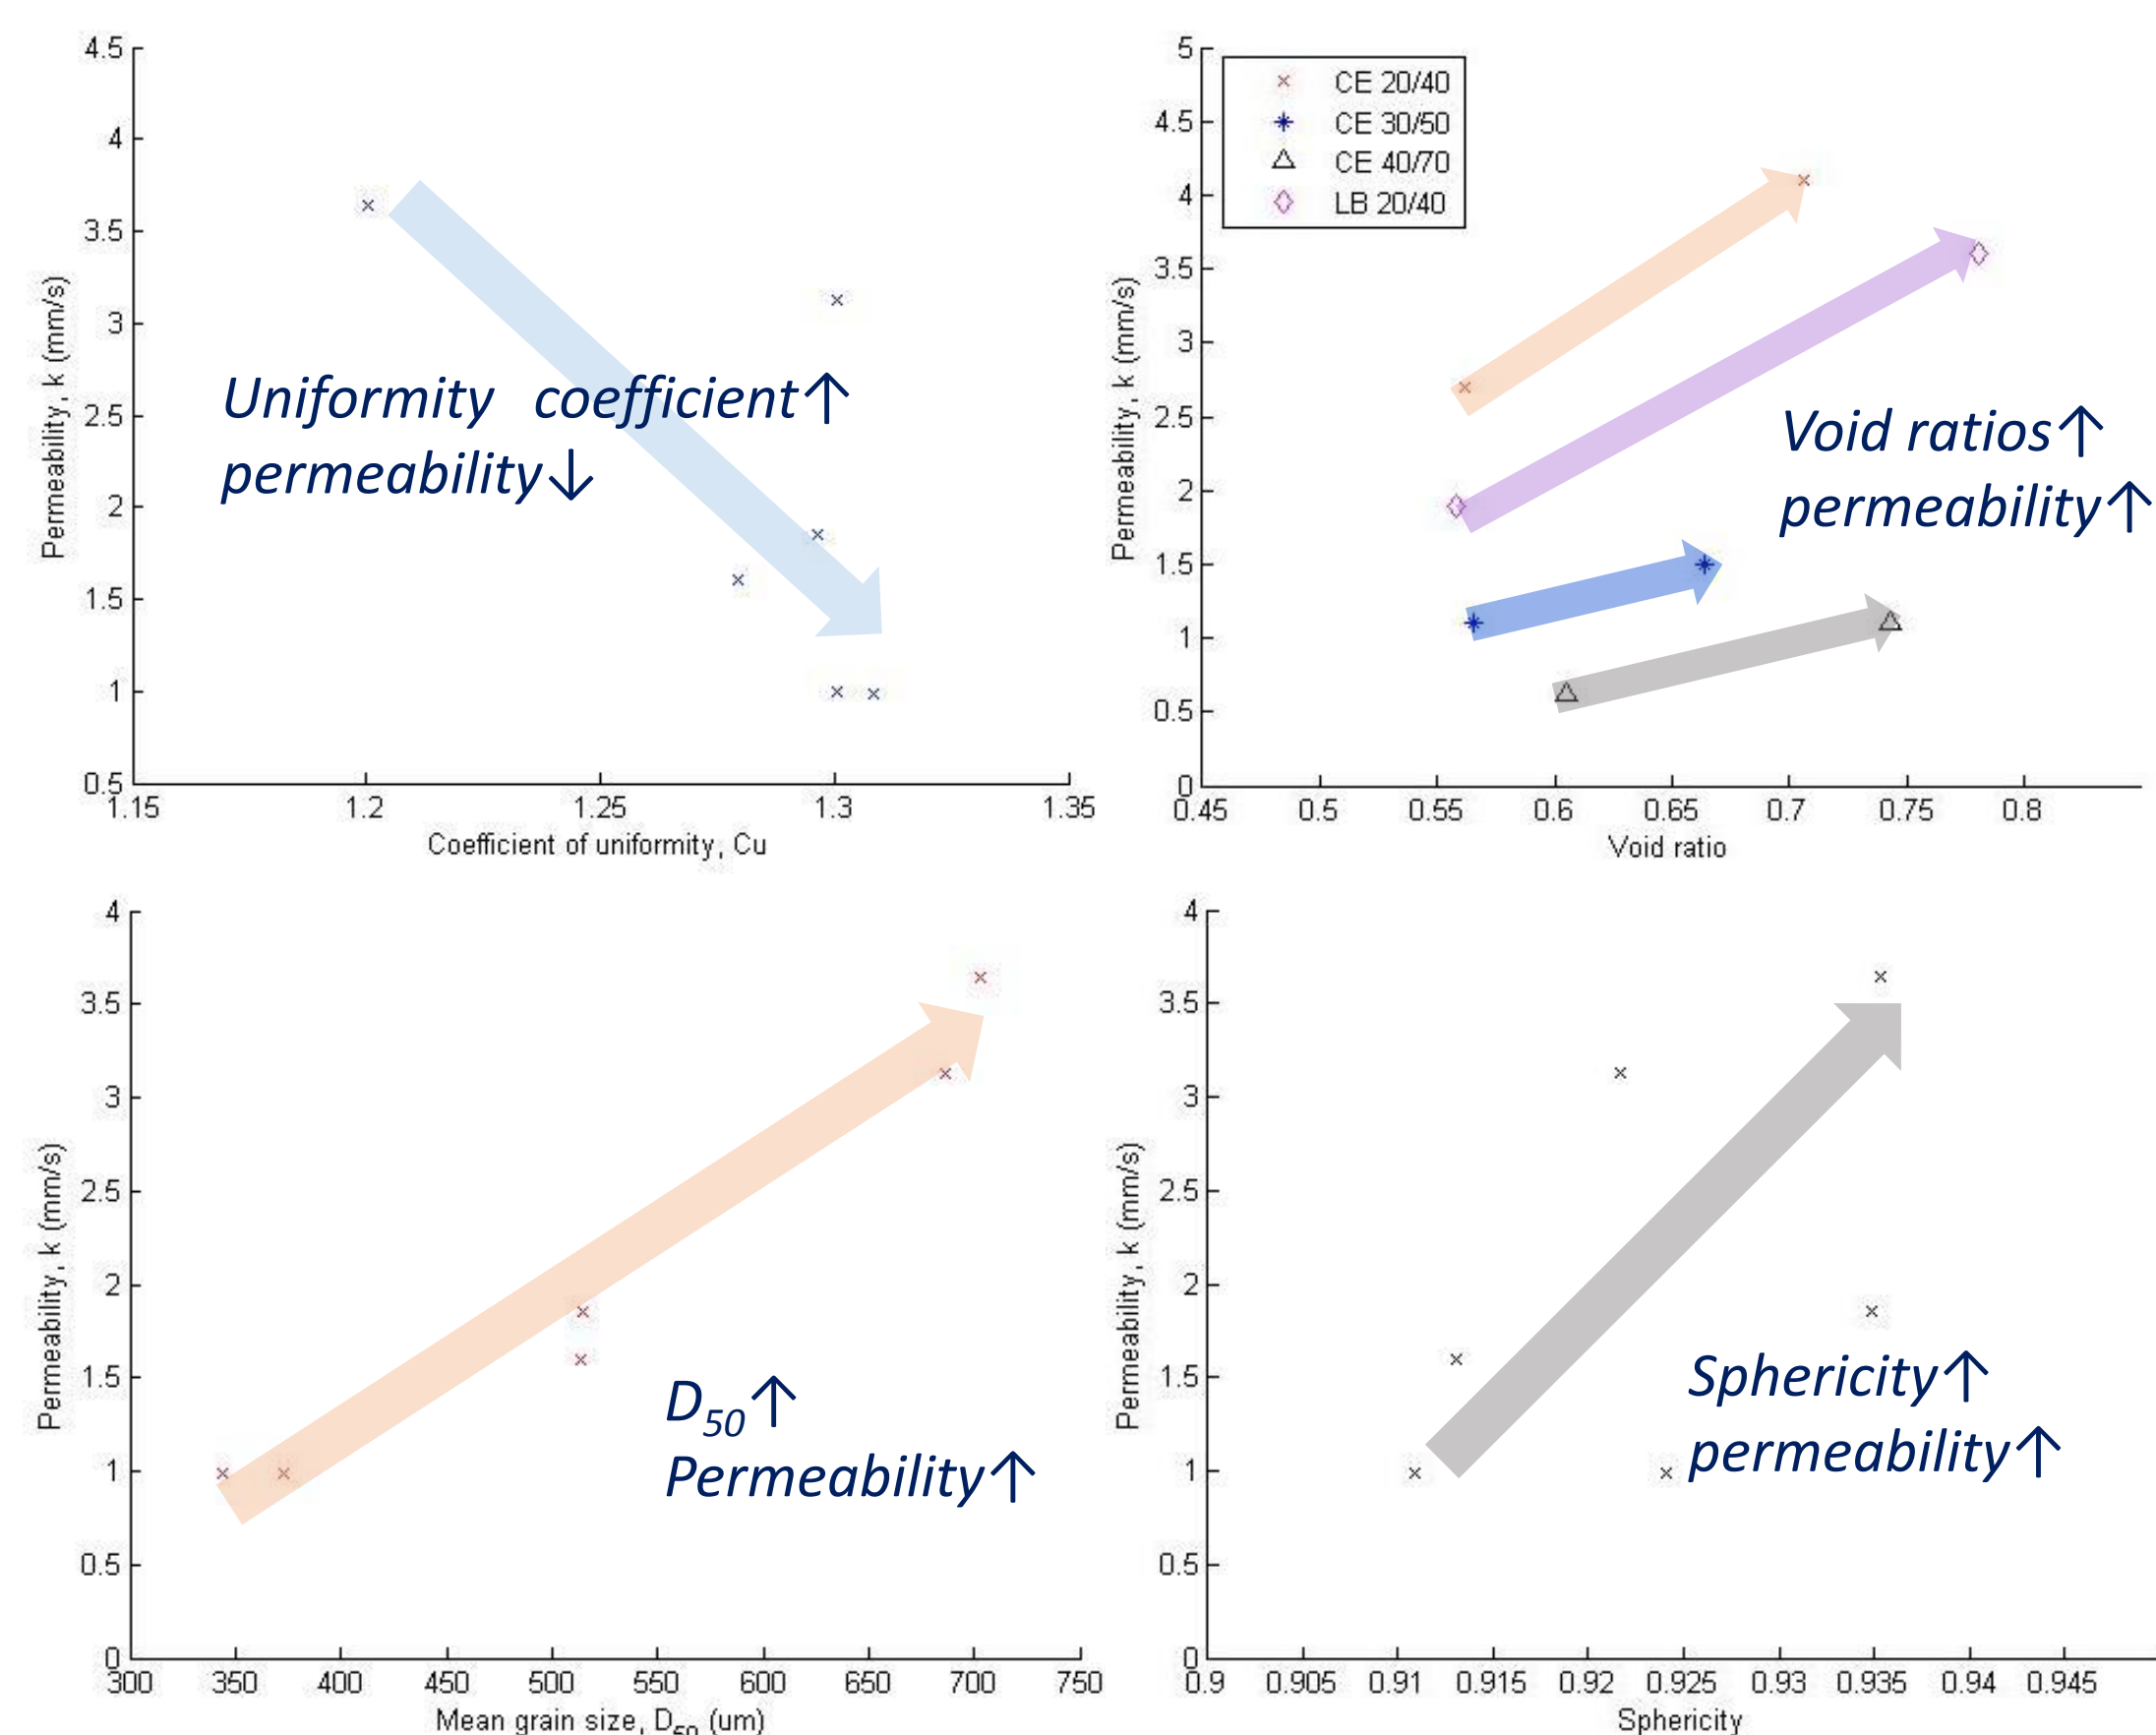 4.5
4
3.5
3
2.5
2
1.5
1
0.5
Permeability, k (mm/s)
Uniformity coefficient↑
permeability↓
1.15 1.2 1.25 1.3 1.35
Coefficient of uniformity, Cu
5
4.5
4
3.5
3
2.5
2
1.5
1
0.5
0
Permeability, k (mm/s)
CE 20/40
CE 30/50
CE 40/70
LB 20/40
Void ratios↑
permeability↑
0.45 0.5 0.55 0.6 0.65 0.7 0.75 0.8
Void ratio
4
3.5
3
2.5
2
1.5
1
0.5
0
Permeability, k (mm/s)
D50↑
Permeability↑
300 350 400 450 500 550 600 650 700 750
Mean grain size, D50 (um)
4
3.5
3
2.5
2
1.5
1
0.5
0
Permeability, k (mm/s)
Sphericity↑
permeability↑
0.9 0.905 0.91 0.915 0.92 0.925 0.93 0.935 0.94 0.945
Sphericity